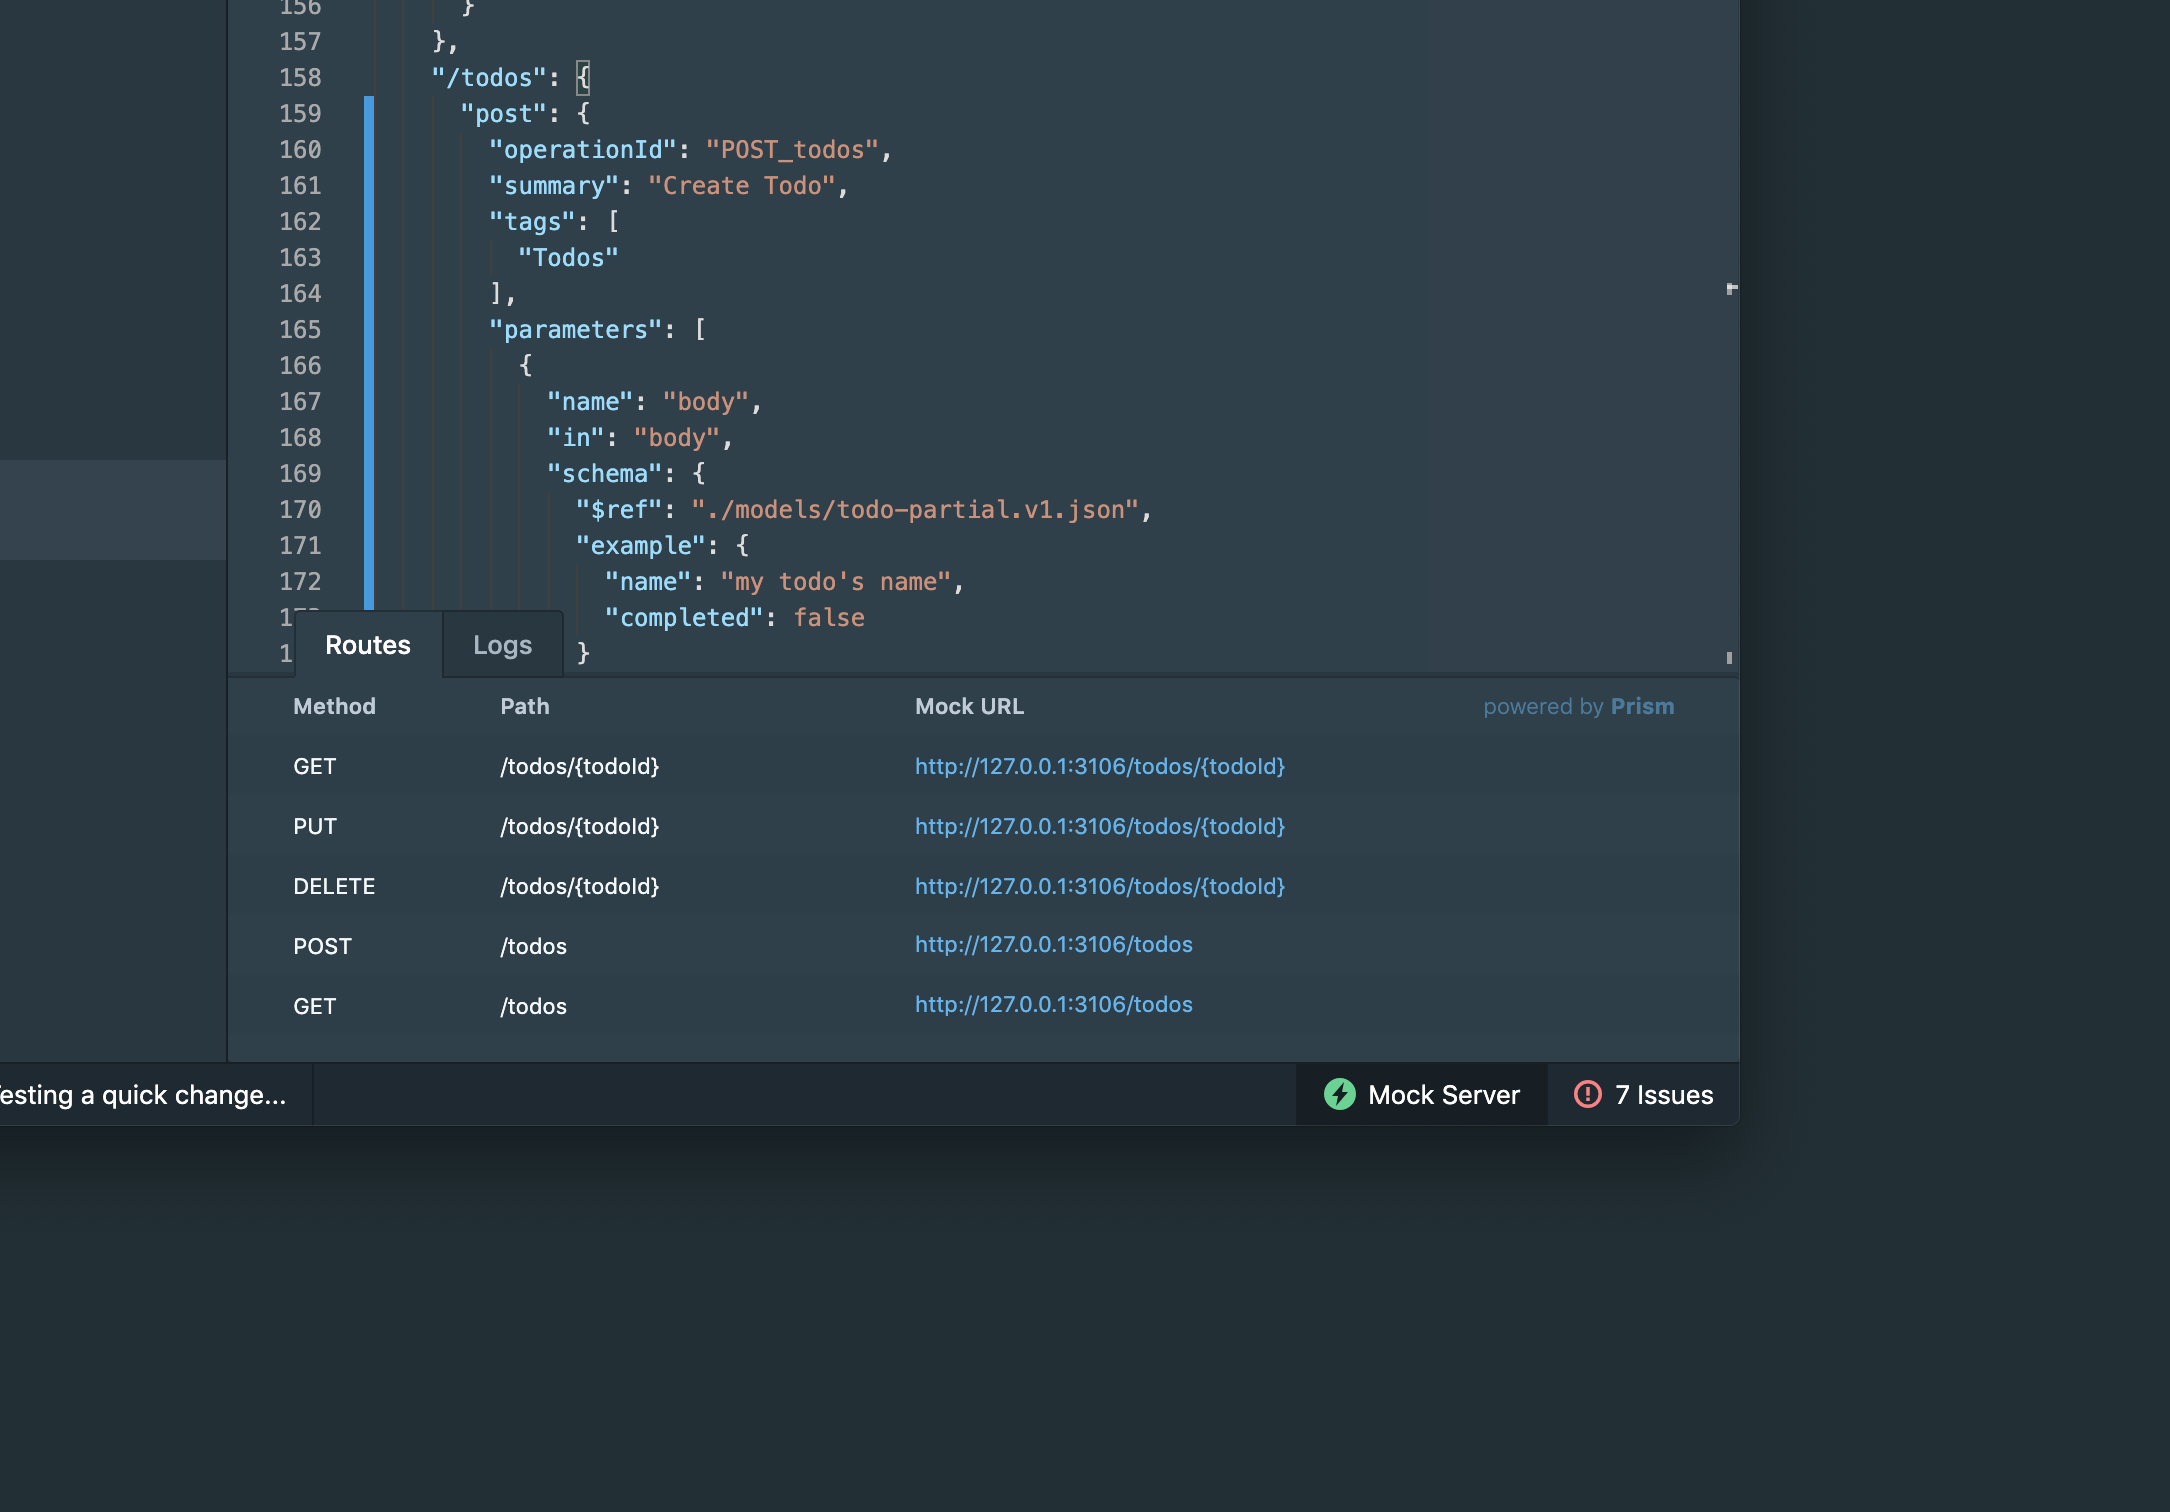 156 }
157 },
158 "/todos": {
159 "post": {
160 "operationId": "POST_todos",
161 "summary": "Create Todo",
162 "tags": [
163 "Todos"
164 ],
165 "parameters": [
166 {
167 "name": "body",
168 "in": "body",
169 "schema": {
170 "$ref": "./models/todo-partial.v1.json",
171 "example": {
172 "name": "my todo's name",
"completed": false
}
Routes Logs
Method Path Mock URL powered by Prism
GET /todos/{todoId} http://127.0.0.1:3106/todos/{todoId}
PUT /todos/{todoId} http://127.0.0.1:3106/todos/{todoId}
DELETE /todos/{todoId} http://127.0.0.1:3106/todos/{todoId}
POST /todos http://127.0.0.1:3106/todos
GET /todos http://127.0.0.1:3106/todos
esting a quick change... Mock Server 7 Issues